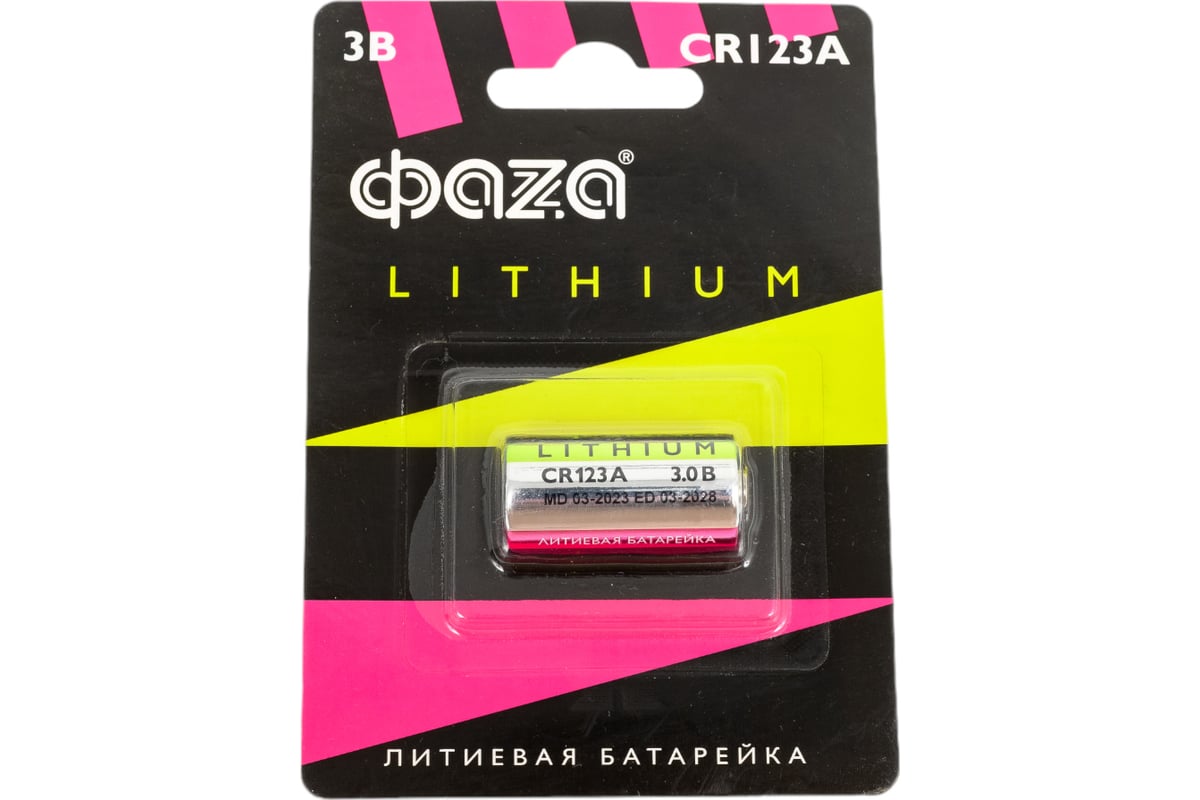 3В
CR123A
фаzа®
LITHIUM
LITHIUM
CR123A 3.0 В
MD 03-2023 ED 03-2028
ЛИТИЕВАЯ БАТАРЕЙКА
ЛИТИЕВАЯ БАТАРЕЙКА